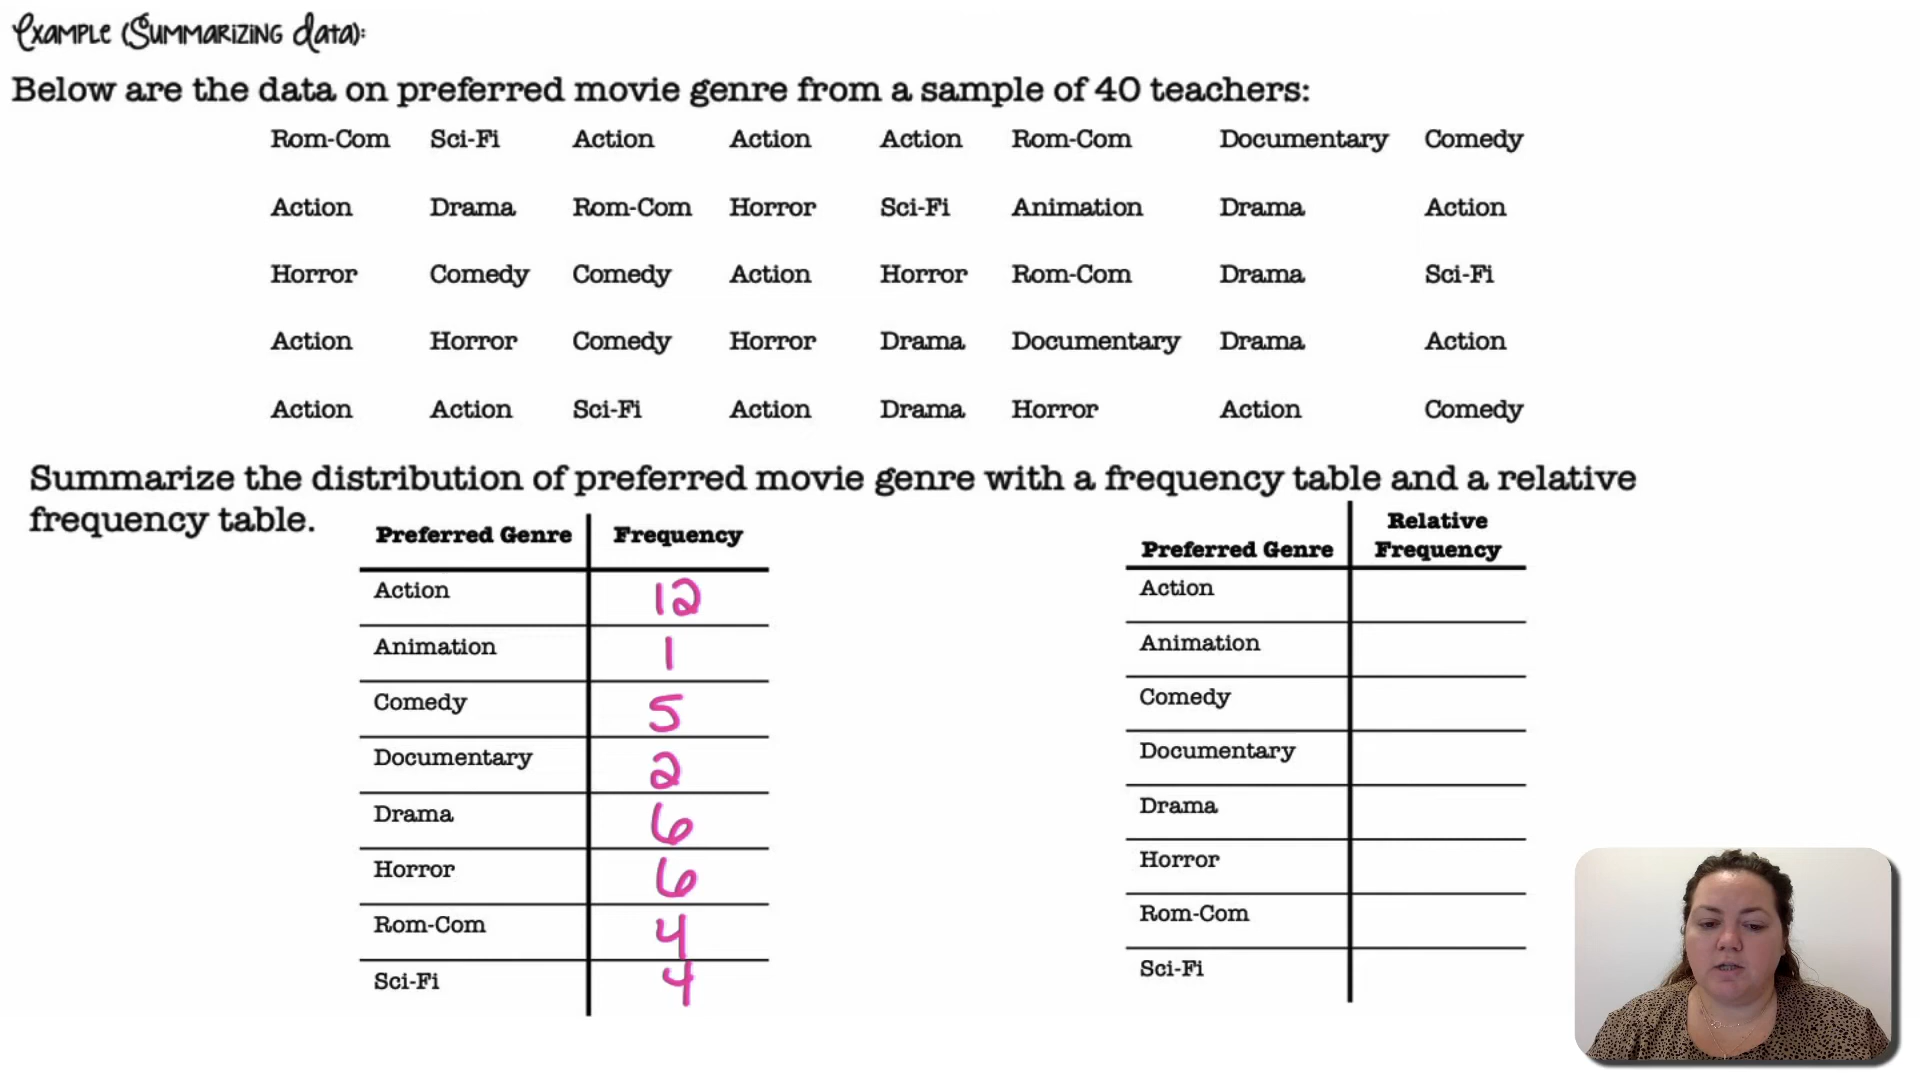 Example (Summarizing Data):
Below are the data on preferred movie genre from a sample of 40 teachers:
Rom-Com Sci-Fi Action Action Action Rom-Com Documentary Comedy
Action Drama Rom-Com Horror Sci-Fi Animation Drama Action
Horror Comedy Comedy Action Horror Rom-Com Drama Sci-Fi
Action Horror Comedy Horror Drama Documentary Drama Action
Action Action Sci-Fi Action Drama Horror Action Comedy
Summarize the distribution of preferred movie genre with a frequency table and a relative
frequency table.
Preferred Genre Frequency
Action 12
Animation 1
Comedy 5
Documentary 2
Drama 6
Horror 6
Rom-Com 4
Sci-Fi 4
Relative
Preferred Genre Frequency
Action
Animation
Comedy
Documentary
Drama
Horror
Rom-Com
Sci-Fi